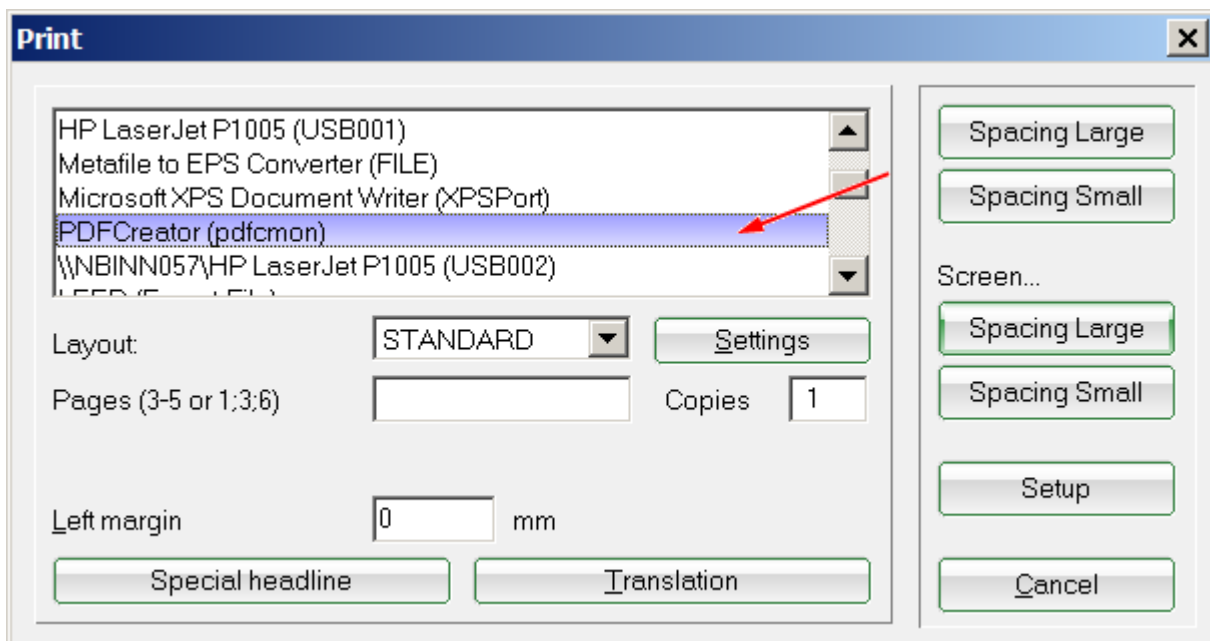 Print
HP LaserJet P1005 (USB001)
Metafile to EPS Converter (FILE)
Microsoft XPS Document Writer (XPSPort)
PDFCreator (pdfcmon)
\\NBINN057\HP LaserJet P1005 (USB002)
Layout:
STANDARD
Settings
Pages (3-5 or 1;3;6)
Copies
1
Left margin
0
mm
Special headline
Translation
Spacing Large
Spacing Small
Screen...
Spacing Large
Spacing Small
Setup
Cancel